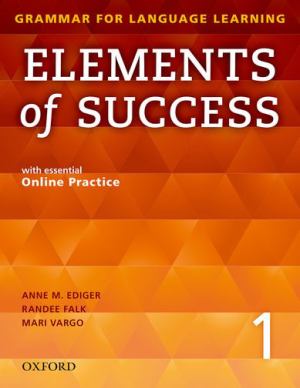 GRAMMAR FOR LANGUAGE LEARNING
ELEMENTS
of SUCCESS
with essential
Online Practice
ANNE M. EDIGER
RANDEE FALK
MARI VARGO
1
OXFORD